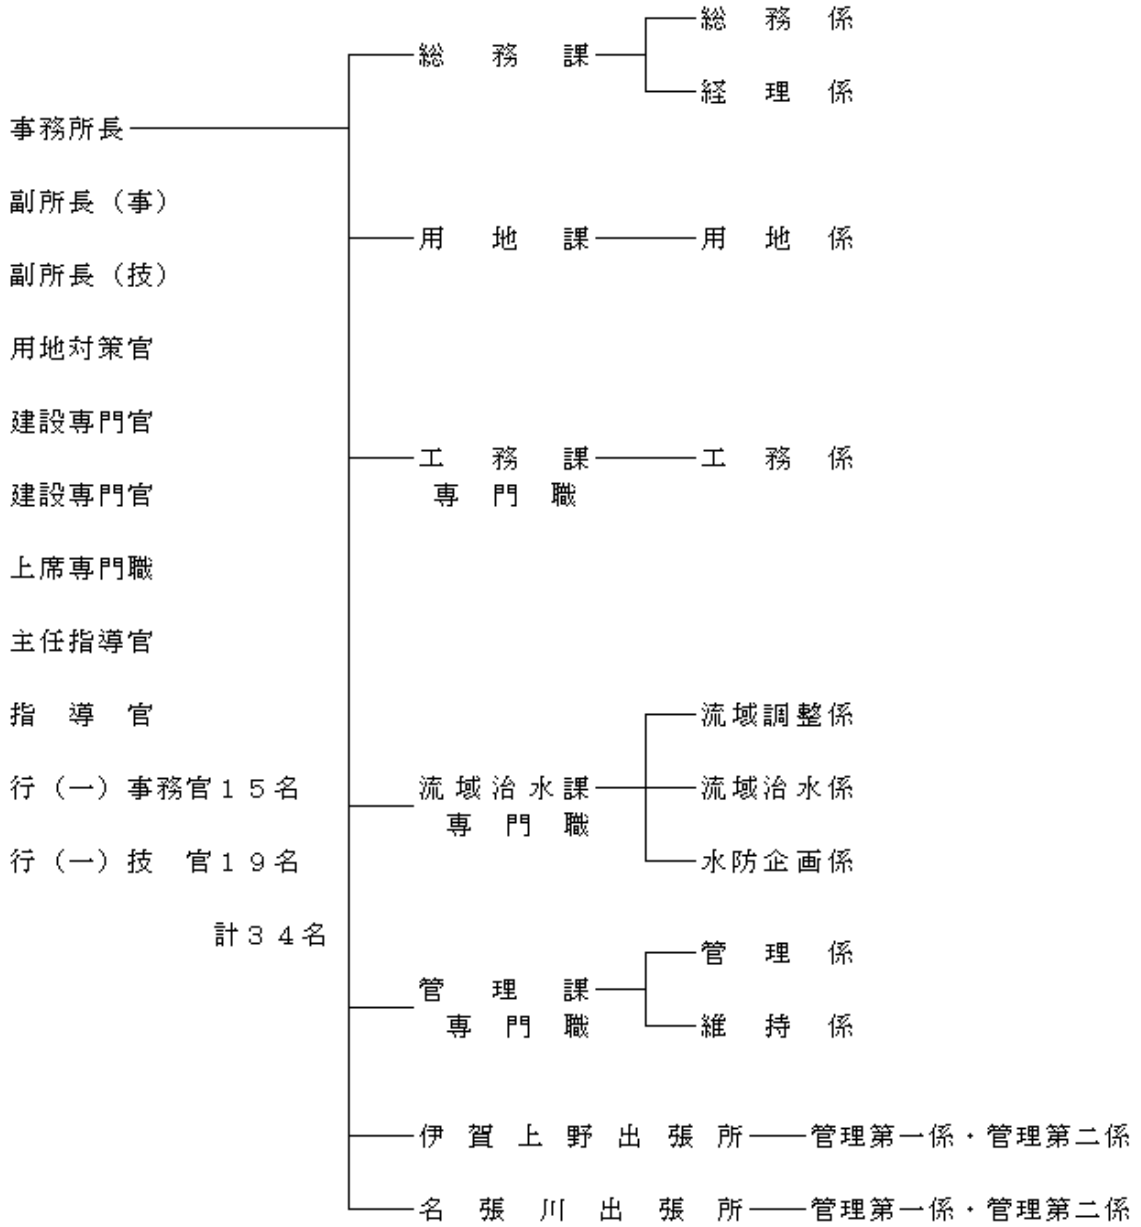 総務係
総務課
経理係
事務所長
副所長（事）
用地課 用地係
副所長（技）
用地対策官
建設専門官
工務課 工務係
建設専門官 専門職
上席専門職
主任指導官
指導官 流域調整係
行（一）事務官１５名 流域治水課 流域治水係
専門職
行（一）技 官１９名 水防企画係
計３４名
管理係
管理課
専門職 維持係
伊賀上野出張所 管理第一係・管理第二係
名張川出張所 管理第一係・管理第二係